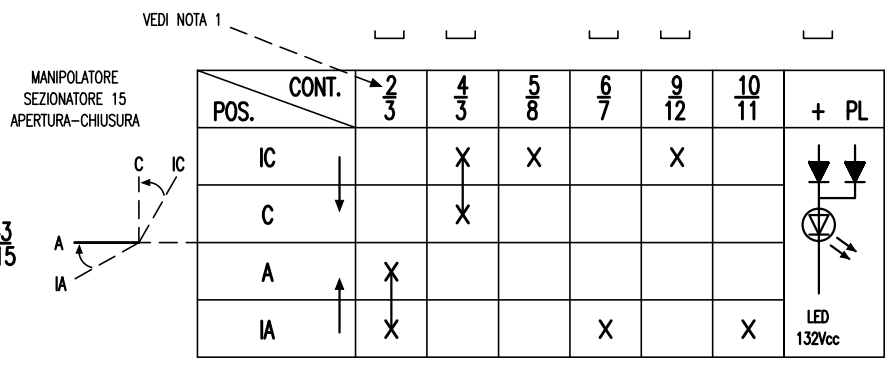 VEDI NOTA 1
MANIPOLATORE
SEZIONATORE 15
APERTURA-CHIUSURA
CONT.
POS.
2
3
4
3
5
8
6
7
9
12
10
11
+ PL
IC X X X
C X
A X
IA X X X
C IC
A
IA
3
15
LED
132Vcc